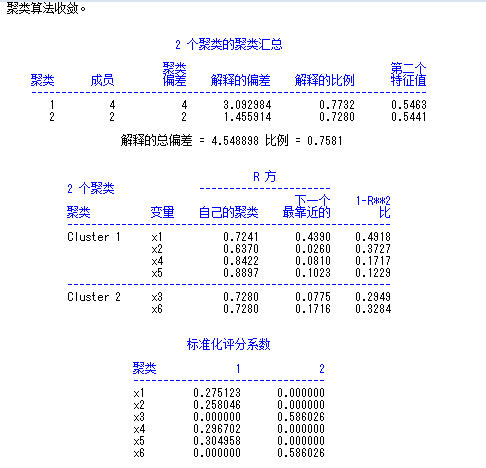 聚类算法收敛。
2 个聚类的聚类汇总
聚类 成员 聚类偏差 解释的偏差 解释的比例 第二个特征值
1 4 4 3.092984 0.7732 0.5463
2 2 2 1.455914 0.7280 0.5441
解释的总偏差 = 4.548898 比例 = 0.7581
2 个聚类 R 方
聚类 变量 自己的聚类 下一个最靠近的 1-R**2比
Cluster 1 x1 0.7241 0.4390 0.4918
x2 0.6370 0.0260 0.3727
x4 0.8422 0.0810 0.1717
x5 0.8897 0.1023 0.1229
Cluster 2 x3 0.7280 0.0775 0.2949
x6 0.7280 0.1716 0.3284
标准化评分系数
聚类 1 2
x1 0.275123 0.000000
x2 0.258046 0.000000
x3 0.000000 0.586026
x4 0.296702 0.000000
x5 0.304958 0.000000
x6 0.000000 0.586026